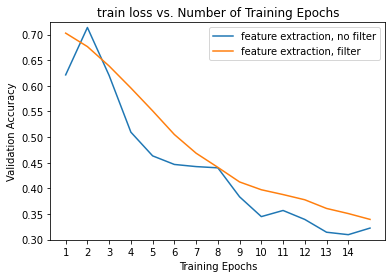 train loss vs. Number of Training Epochs
feature extraction, no filter
feature extraction, filter
Validation Accuracy
0.70
0.65
0.60
0.55
0.50
0.45
0.40
0.35
0.30
1 2 3 4 5 6 7 8 9 10 11 12 13 14
Training Epochs